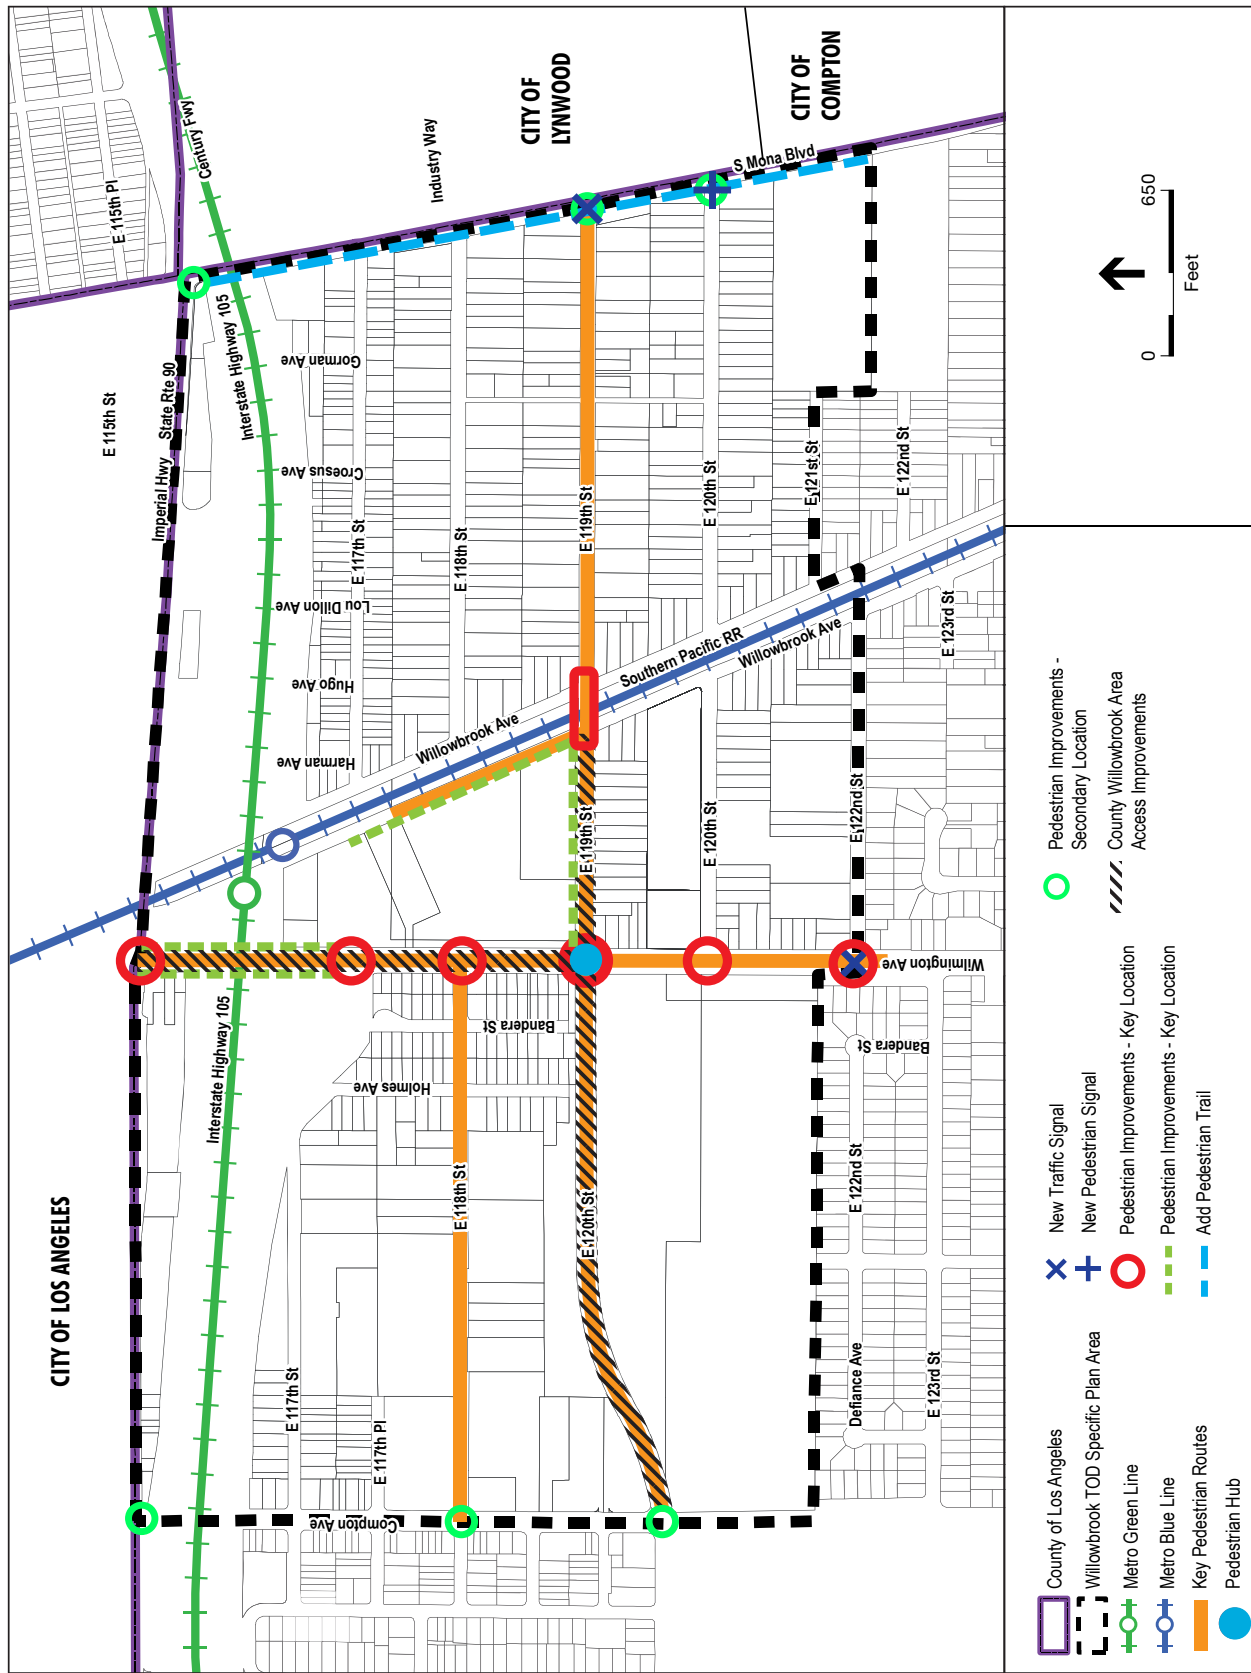 CITY OF LOS ANGELES
CITY OF
LYNWOOD
CITY OF
COMPTON
E 115th Pl
Century Fwy
Industry Way
S Mona Blvd
E 115th St
Imperial Hwy
State Rte 90
Interstate Highway 105
Gorman Ave
Croesus Ave
Lou Dillon Ave
Hugo Ave
Harman Ave
E 117th St
E 118th St
E 119th St
E 120th St
E 121st St
E 122nd St
E 123rd St
Southern Pacific RR
Willowbrook Ave
Willowbrook Ave
E 119th St
E 120th St
E 122nd St
Wilmington Ave
Interstate Highway 105
Bandera St
Bandera St
Holmes Ave
E 118th St
E 120th St
E 122nd St
E 117th St
E 117th Pl
Compton Ave
Defiance Ave
E 123rd St
County of Los Angeles
Willowbrook TOD Specific Plan Area
Metro Green Line
Metro Blue Line
Key Pedestrian Routes
Pedestrian Hub
New Traffic Signal
New Pedestrian Signal
Pedestrian Improvements - Key Location
Pedestrian Improvements - Key Location
Add Pedestrian Trail
Pedestrian Improvements -
Secondary Location
County Willowbrook Area
Access Improvements
0
650
Feet